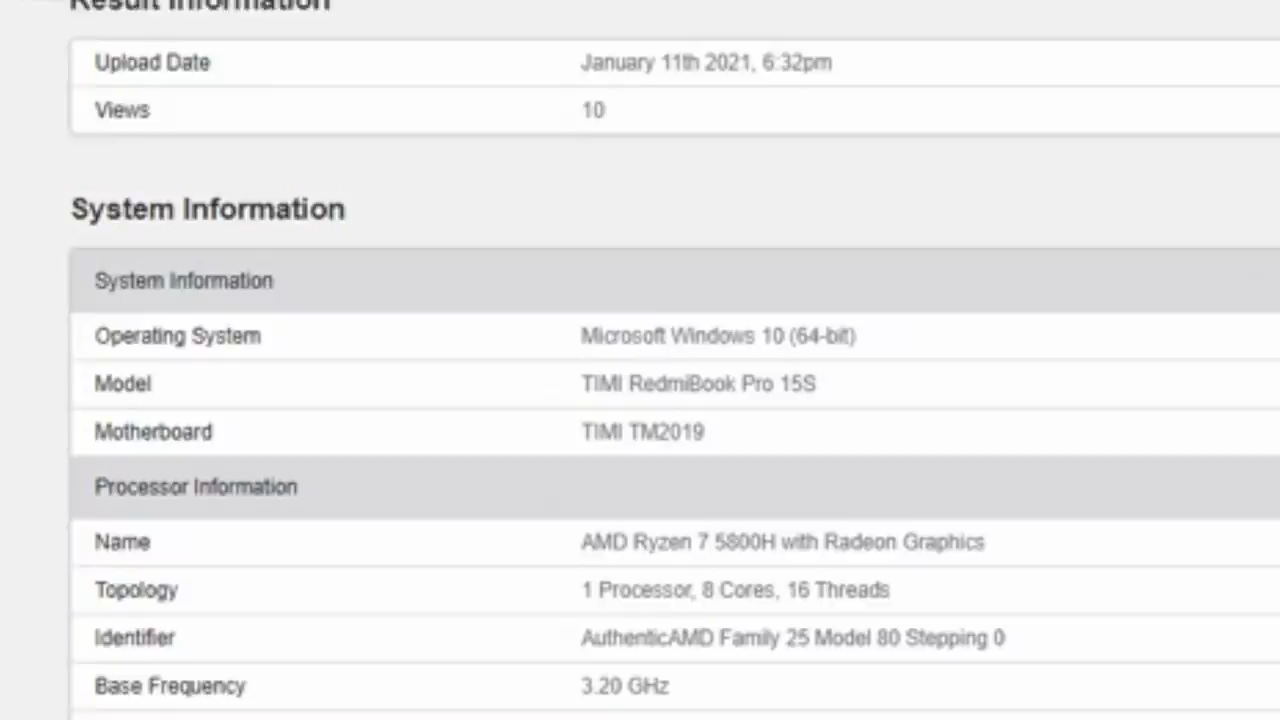 Result Information
Upload Date January 11th 2021, 6:32pm
Views 10
System Information
System Information
Operating System Microsoft Windows 10 (64-bit)
Model TIMI RedmiBook Pro 15S
Motherboard TIMI TM2019
Processor Information
Name AMD Ryzen 7 5800H with Radeon Graphics
Topology 1 Processor, 8 Cores, 16 Threads
Identifier AuthenticAMD Family 25 Model 80 Stepping 0
Base Frequency 3.20 GHz